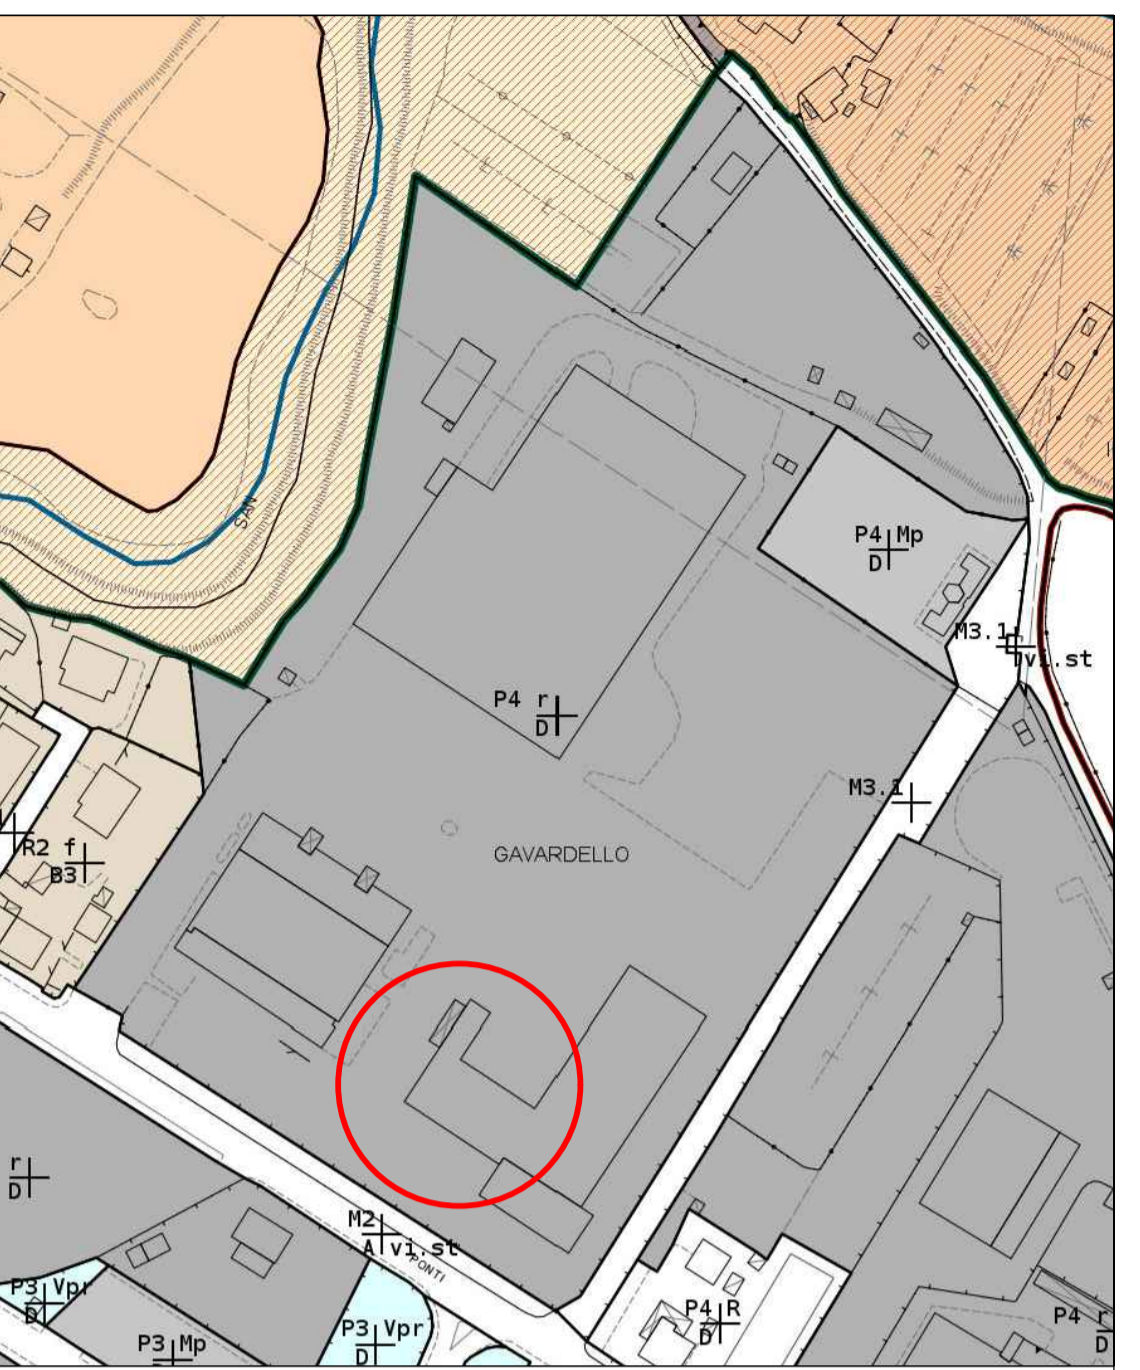 SAN
P4 Mp
D
M3.1
vi.st
P4 r
D
M3.1
R2 f
B3
GAVARDELLO
r
D
M2
A vi.st
PONTI
P3 Vpr
D
P4 R
D
P4 r
D
P3 Vpr
D
P3 Mp